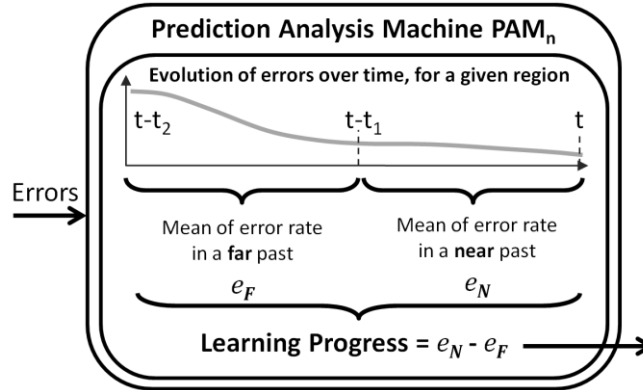 Prediction Analysis Machine PAMn
Evolution of errors over time, for a given region
t-t2
t-t1
t
Errors
Mean of error rate
in a far past
eF
Mean of error rate
in a near past
eN
Learning Progress = eN - eF